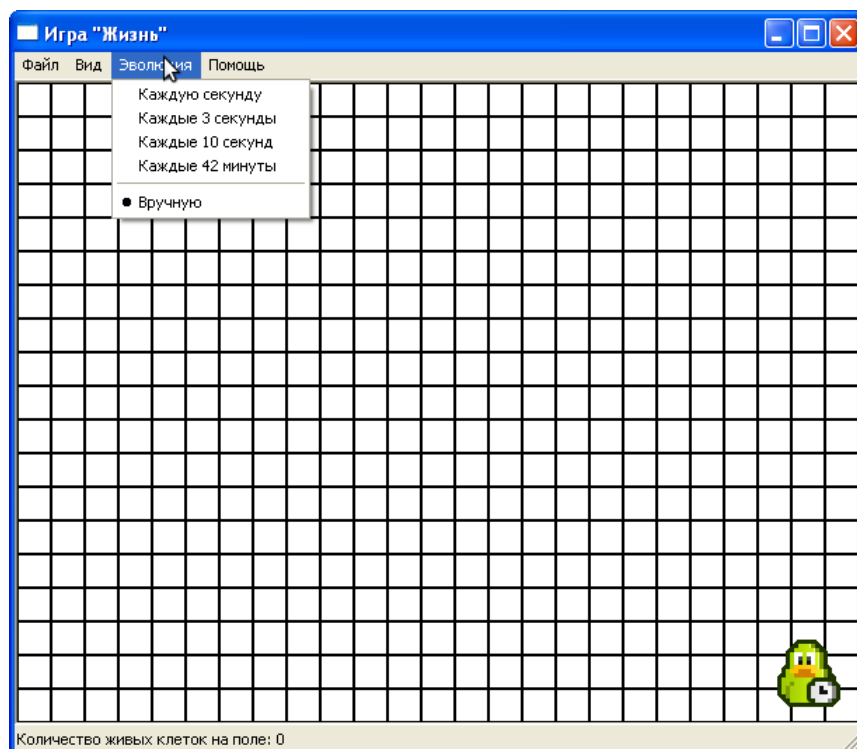 Игра "Жизнь"
Файл Вид Эволюция Помощь
Каждую секунду
Каждые 3 секунды
Каждые 10 секунд
Каждые 42 минуты
Вручную
Количество живых клеток на поле: 0